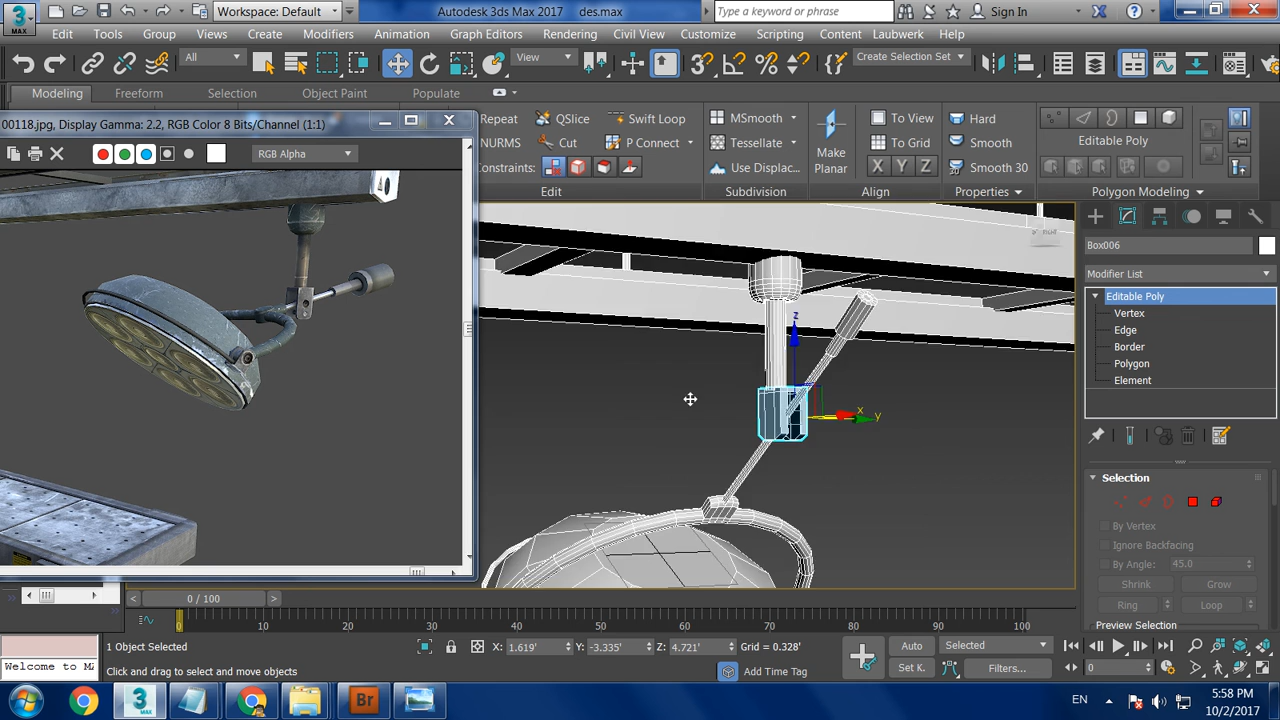 MAX
Workspace: Default
Autodesk 3ds Max 2017 des.max
Type a keyword or phrase
Sign In
Edit Tools Group Views Create Modifiers Animation Graph Editors Rendering Civil View Customize Scripting Content Laubwerk Help
All
View
Create Selection Set
Modeling Freeform Selection Object Paint Populate
00118.jpg, Display Gamma: 2.2, RGB Color 8 Bits/Channel (1:1)
RGB Alpha
Repeat QSlice Swift Loop
NURMS Cut P Connect
Constraints:
Edit
MSmooth
Tessellate
Use Displac...
Subdivision
Make
Planar
To View
To Grid
X Y Z
Align
Hard
Smooth
Smooth 30
Properties
Editable Poly
Polygon Modeling
Box006
Modifier List
Editable Poly
Vertex
Edge
Border
Polygon
Element
z
x
y
Selection
By Vertex
Ignore Backfacing
By Angle: 45.0
Shrink Grow
Ring Loop
Preview Selection
0 / 100
0 10 20 30 40 50 60 70 80 90 100
1 Object Selected
X: 1.619' Y: -3.335' Z: 4.721' Grid = 0.328'
Auto Selected
Welcome to MA
Click and drag to select and move objects
Add Time Tag
Set K. Filters...
0
Br
EN
5:58 PM
10/2/2017